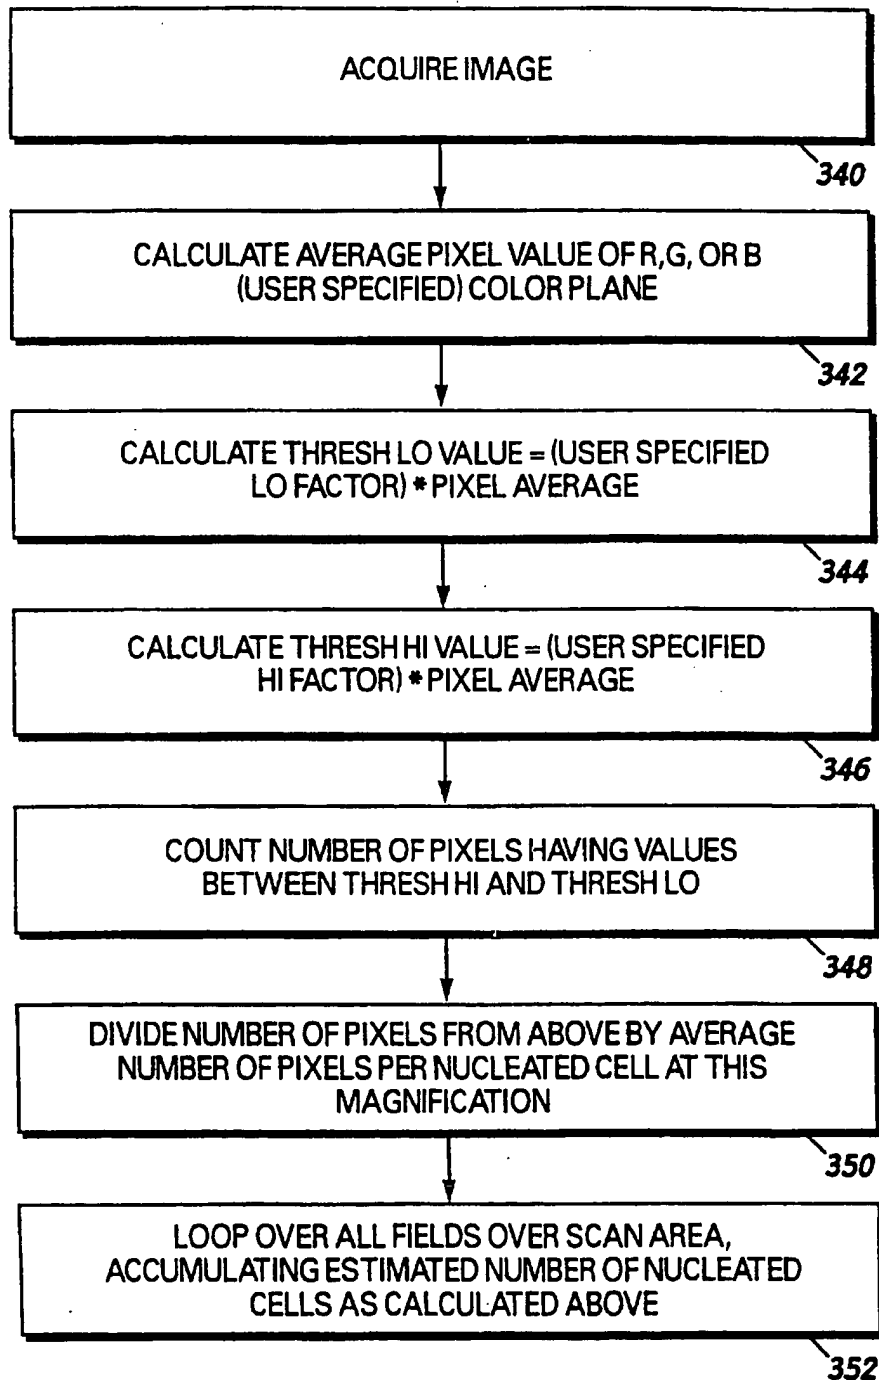 ACQUIRE IMAGE
340
CALCULATE AVERAGE PIXEL VALUE OF R,G, OR B
(USER SPECIFIED) COLOR PLANE
342
CALCULATE THRESH LO VALUE = (USER SPECIFIED
LO FACTOR) * PIXEL AVERAGE
344
CALCULATE THRESH HI VALUE = (USER SPECIFIED
HI FACTOR) * PIXEL AVERAGE
346
COUNT NUMBER OF PIXELS HAVING VALUES
BETWEEN THRESH HI AND THRESH LO
348
DIVIDE NUMBER OF PIXELS FROM ABOVE BY AVERAGE
NUMBER OF PIXELS PER NUCLEATED CELL AT THIS
MAGNIFICATION
350
LOOP OVER ALL FIELDS OVER SCAN AREA,
ACCUMULATING ESTIMATED NUMBER OF NUCLEATED
CELLS AS CALCULATED ABOVE
352